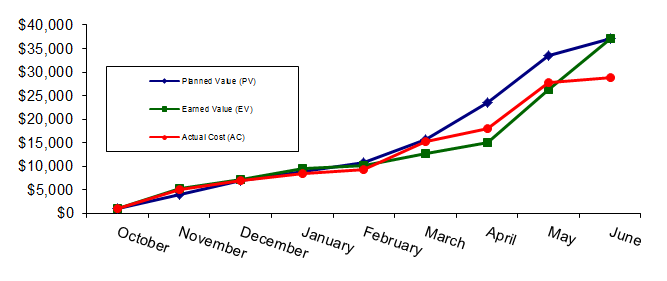 $40,000
$35,000
$30,000
$25,000
$20,000
$15,000
$10,000
$5,000
$0
Planned Value (PV)
Earned Value (EV)
Actual Cost (AC)
October
November
December
January
February
March
April
May
June